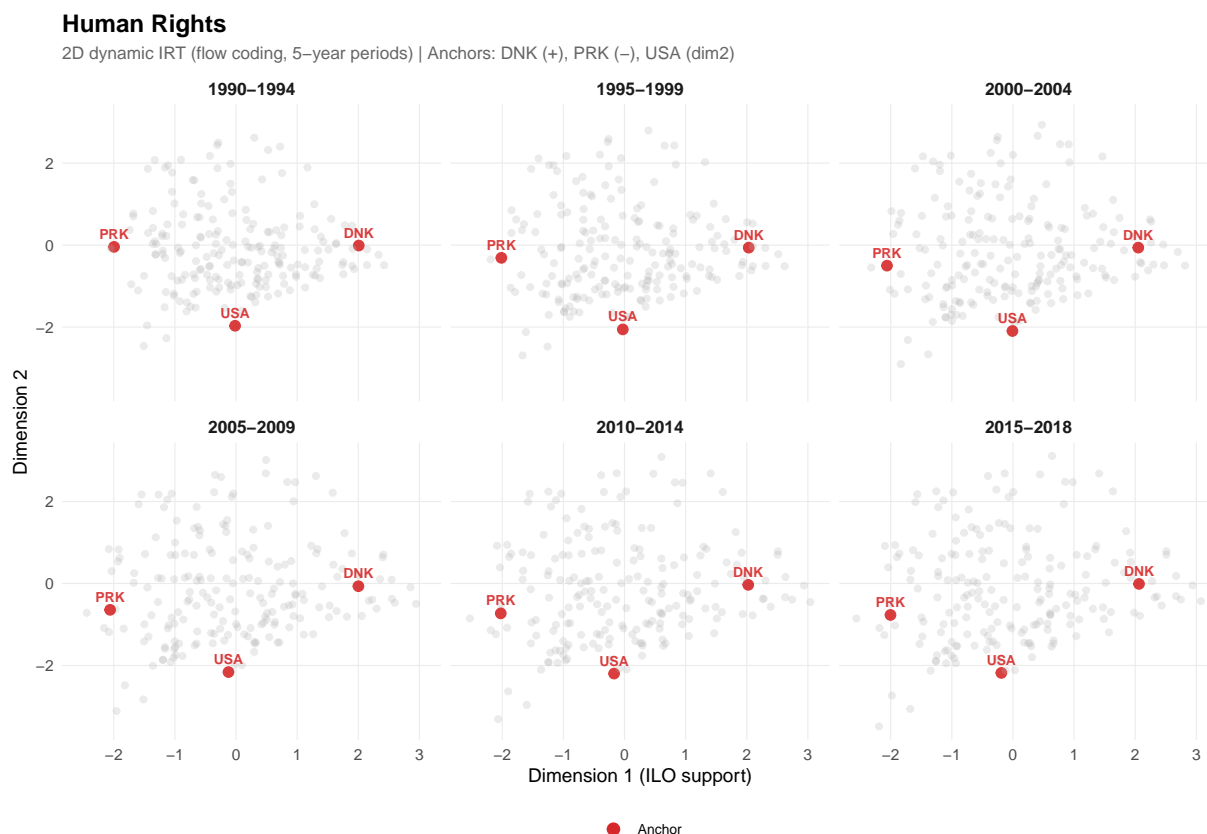 Human Rights
2D dynamic IRT (flow coding, 5−year periods) | Anchors: DNK (+), PRK (−), USA (dim2)
1990−1994
1995−1999
2000−2004
2
0
−2
PRK
DNK
USA
PRK
DNK
USA
PRK
DNK
USA
Dimension 2
2005−2009
2010−2014
2015−2018
2
0
−2
PRK
DNK
USA
PRK
DNK
USA
PRK
DNK
USA
−2 −1 0 1 2 3
−2 −1 0 1 2 3
−2 −1 0 1 2 3
Dimension 1 (ILO support)
Anchor